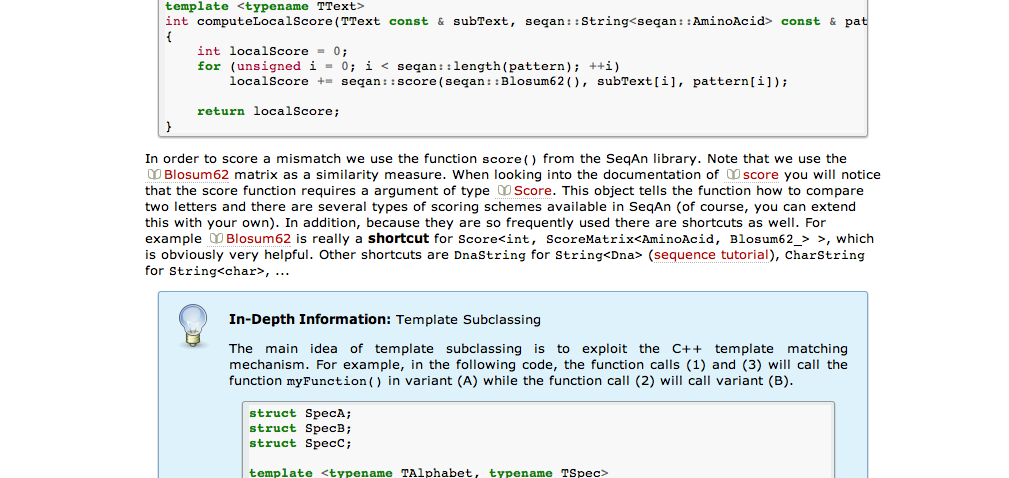 template <typename TText>
int computeLocalScore(TText const & subText, seqan::String<seqan::AminoAcid> const & pat
{
int localScore = 0;
for (unsigned i = 0; i < seqan::length(pattern); ++i)
localScore += seqan::score(seqan::Blosum62(), subText[i], pattern[i]);
return localScore;
}
In order to score a mismatch we use the function score() from the SeqAn library. Note that we use the
Blosum62 matrix as a similarity measure. When looking into the documentation of score you will notice
that the score function requires a argument of type Score. This object tells the function how to compare
two letters and there are several types of scoring schemes available in SeqAn (of course, you can extend
this with your own). In addition, because they are so frequently used there are shortcuts as well. For
example Blosum62 is really a shortcut for Score<int, ScoreMatrix<AminoAcid, Blosum62_> >, which
is obviously very helpful. Other shortcuts are DnaString for String<Dna> (sequence tutorial), CharString
for String<char>, ...
In-Depth Information: Template Subclassing
The main idea of template subclassing is to exploit the C++ template matching
mechanism. For example, in the following code, the function calls (1) and (3) will call the
function myFunction() in variant (A) while the function call (2) will call variant (B).
struct SpecA;
struct SpecB;
struct SpecC;
template <typename TAlphabet, typename TSpec>